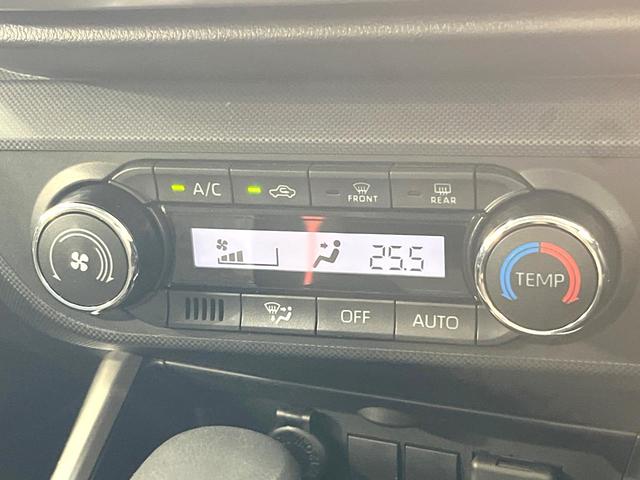 A/C
FRONT
REAR
25.5
TEMP
OFF
AUTO